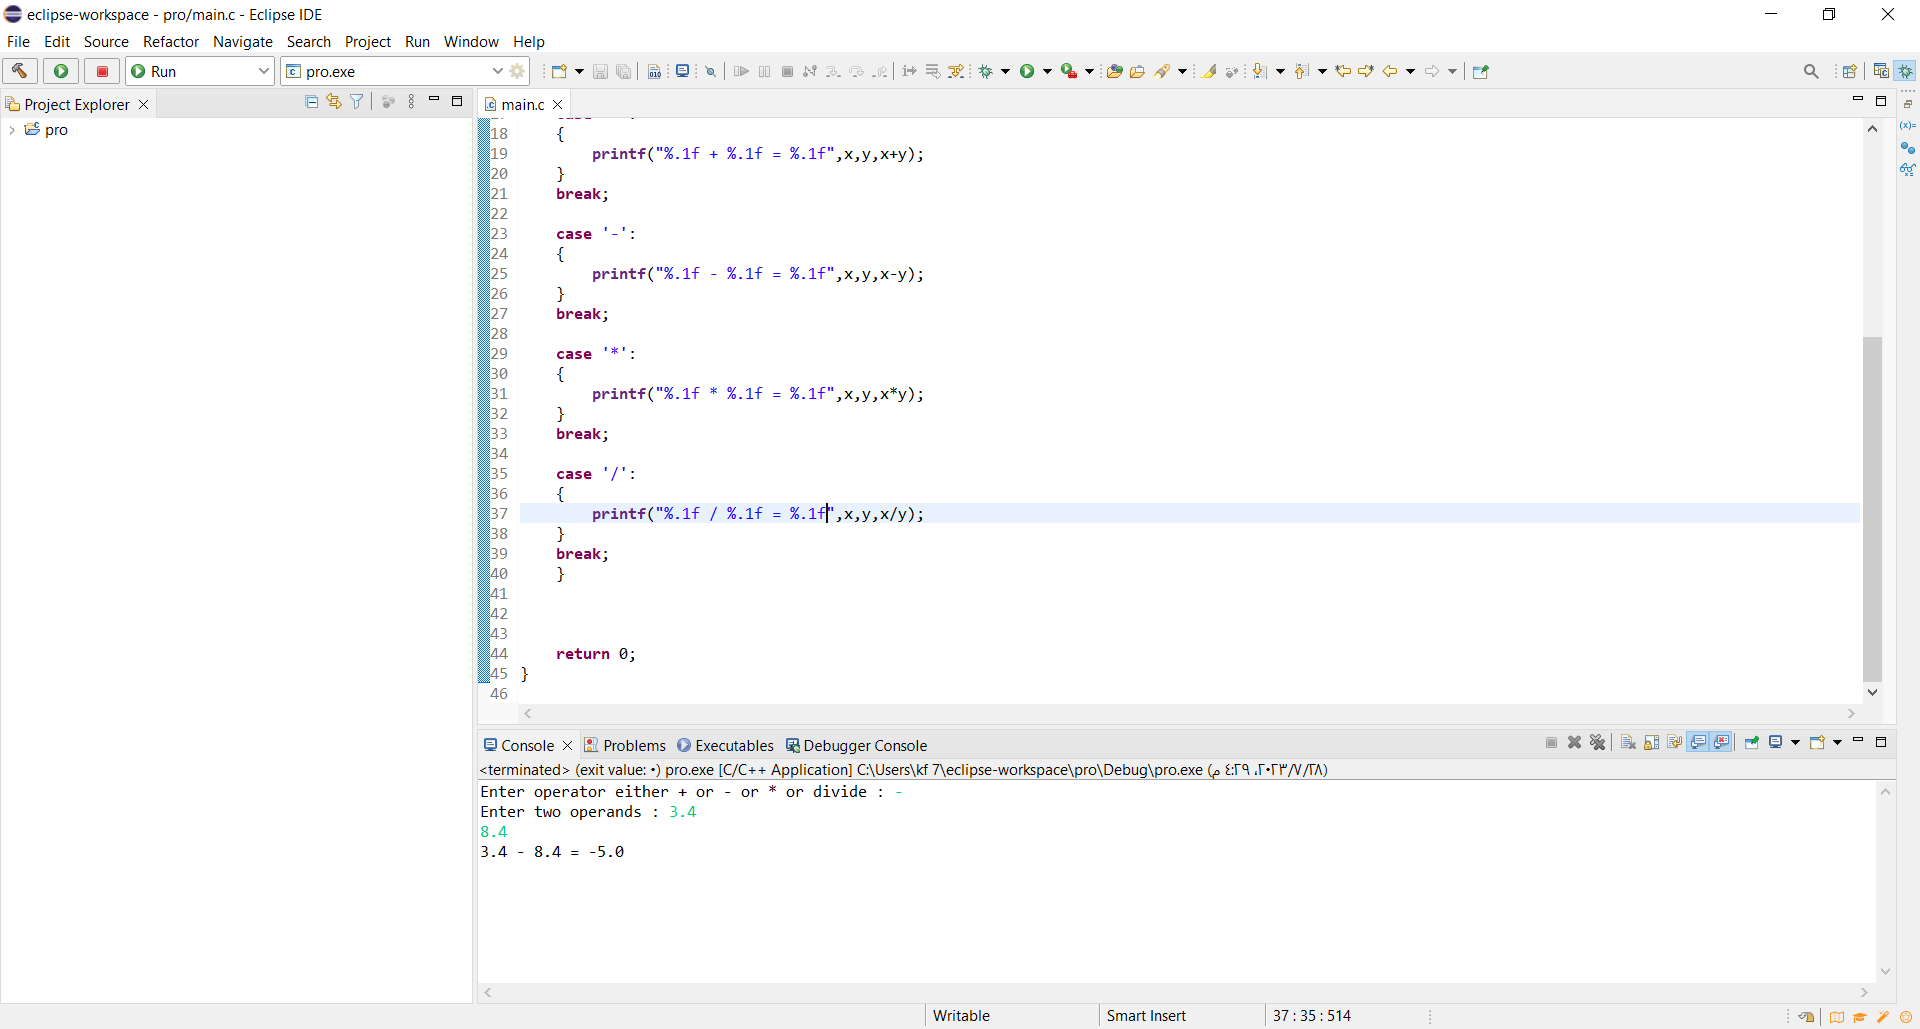 eclipse-workspace - pro/main.c - Eclipse IDE
File Edit Source Refactor Navigate Search Project Run Window Help
Run
pro.exe
Project Explorer
main.c
pro
18 {
19 printf("%.1f + %.1f = %.1f",x,y,x+y);
20 }
21 break;
22
23 case '-':
24 {
25 printf("%.1f - %.1f = %.1f",x,y,x-y);
26 }
27 break;
28
29 case '*':
30 {
31 printf("%.1f * %.1f = %.1f",x,y,x*y);
32 }
33 break;
34
35 case '/':
36 {
37 printf("%.1f / %.1f = %.1f",x,y,x/y);
38 }
39 break;
40 }
41
42
43
44 return 0;
45 }
46
Console Problems Executables Debugger Console
<terminated> (exit value: ٠) pro.exe [C/C++ Application] C:\Users\kf 7\eclipse-workspace\pro\Debug\pro.exe (٢٠٢٣/٧/٢٨، ٤:٢٩ م)
Enter operator either + or - or * or divide : -
Enter two operands : 3.4
8.4
3.4 - 8.4 = -5.0
Writable Smart Insert 37 : 35 : 514